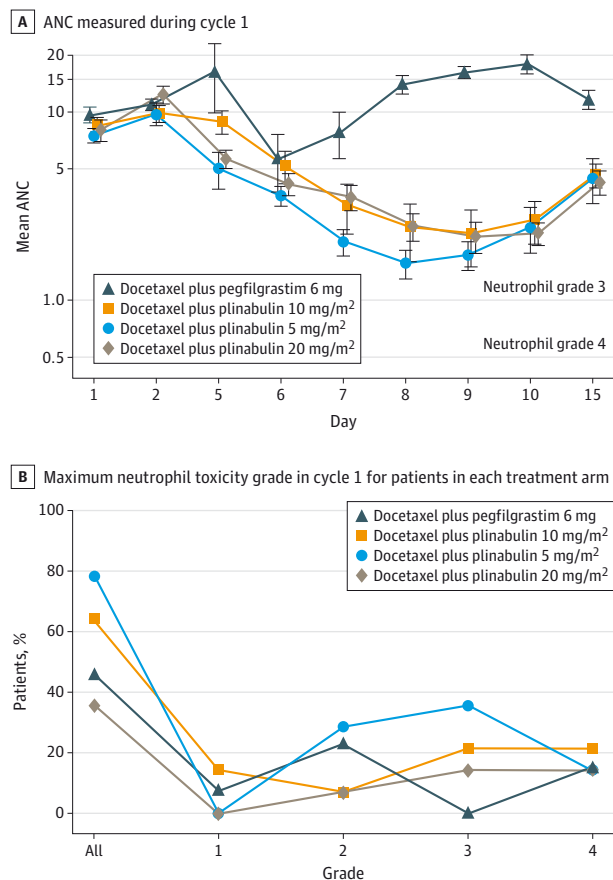 A ANC measured during cycle 1
20
15
10
5
1.0
0.5
Mean ANC
Neutrophil grade 3
Neutrophil grade 4
Docetaxel plus pegfilgrastim 6 mg
Docetaxel plus plinabulin 10 mg/m²
Docetaxel plus plinabulin 5 mg/m²
Docetaxel plus plinabulin 20 mg/m²
1 2 5 6 7 8 9 10 15
Day
B Maximum neutrophil toxicity grade in cycle 1 for patients in each treatment arm
100
80
60
40
20
0
Patients, %
Docetaxel plus pegfilgrastim 6 mg
Docetaxel plus plinabulin 10 mg/m²
Docetaxel plus plinabulin 5 mg/m²
Docetaxel plus plinabulin 20 mg/m²
All 1 2 3 4
Grade